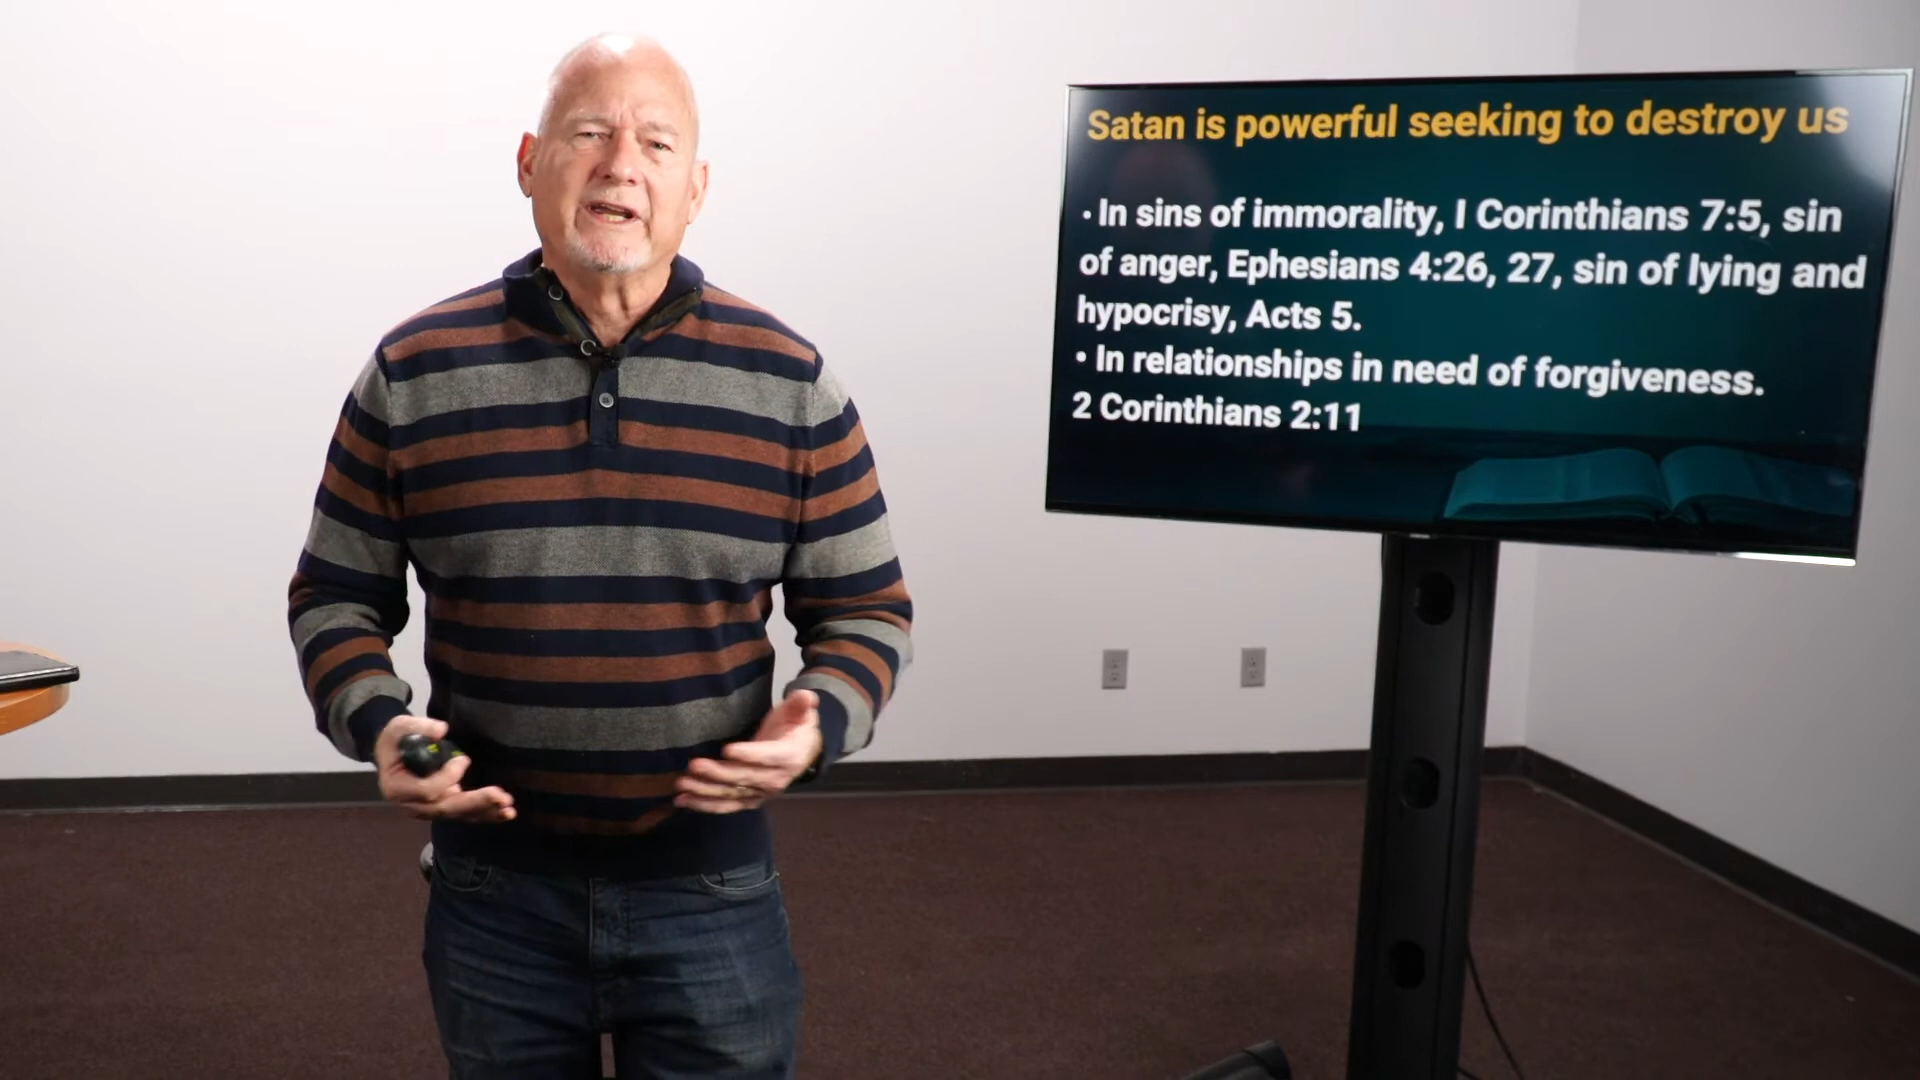 Satan is powerful seeking to destroy us
• In sins of immorality, I Corinthians 7:5, sin
of anger, Ephesians 4:26, 27, sin of lying and
hypocrisy, Acts 5.
• In relationships in need of forgiveness.
2 Corinthians 2:11